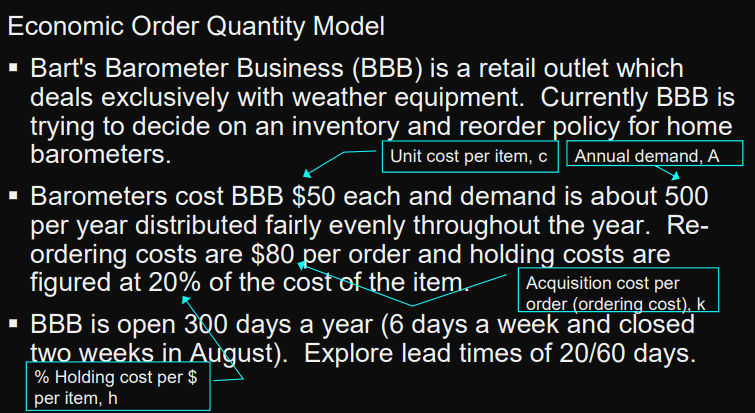 Economic Order Quantity Model
▪ Bart's Barometer Business (BBB) is a retail outlet which
deals exclusively with weather equipment.  Currently BBB is
trying to decide on an inventory and reorder policy for home
barometers.
Unit cost per item, c
Annual demand, A
▪ Barometers cost BBB $50 each and demand is about 500
per year distributed fairly evenly throughout the year.  Re-
ordering costs are $80 per order and holding costs are
figured at 20% of the cost of the item.
Acquisition cost per
order (ordering cost), k
▪ BBB is open 300 days a year (6 days a week and closed
two weeks in August).  Explore lead times of 20/60 days.
% Holding cost per $
per item, h